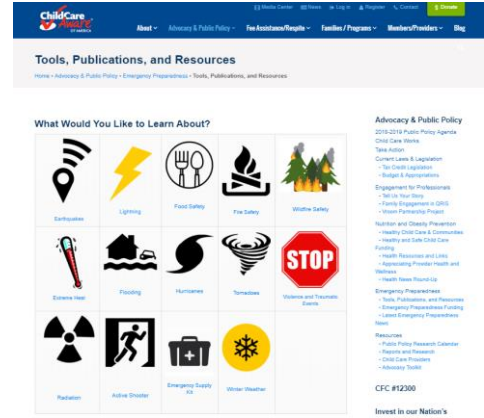 ChildCare
Aware
OF AMERICA
Media Center News Log in Register Contact $ Donate
About Advocacy & Public Policy Fee Assistance/Respite Families / Programs Members/Providers Blog
Tools, Publications, and Resources
Home - Advocacy & Public Policy - Emergency Preparedness - Tools, Publications, and Resources
What Would You Like to Learn About?
Earthquakes
Lightning
Food Safety
Fire Safety
Wildfire Safety
Extreme Heat
Flooding
Hurricanes
Tornadoes
STOP
Violence and Traumatic
Events
Radiation
Active Shooter
Emergency Supply
Kit
Winter Weather
Advocacy & Public Policy
2018-2019 Public Policy Agenda
Child Care Works
Take Action
Current Laws & Legislation
- Tax Credit Legislation
- Budget & Appropriations
Engagement for Professionals
- Tell Us Your Story
- Family Engagement in QRIS
- Vroom Partnership Project
Nutrition and Obesity Prevention
- Healthy Child Care & Communities
- Healthy and Safe Child Care
Funding
- Health Resources and Links
- Appreciating Provider Health and
Wellness
- Health News Round-Up
Emergency Preparedness
- Tools, Publications, and Resources
- Emergency Preparedness Funding
- Latest Emergency Preparedness
News
Resources
- Public Policy Research Calendar
- Reports and Research
- Child Care Providers
- Advocacy Toolkit
CFC #12300
Invest in our Nation's